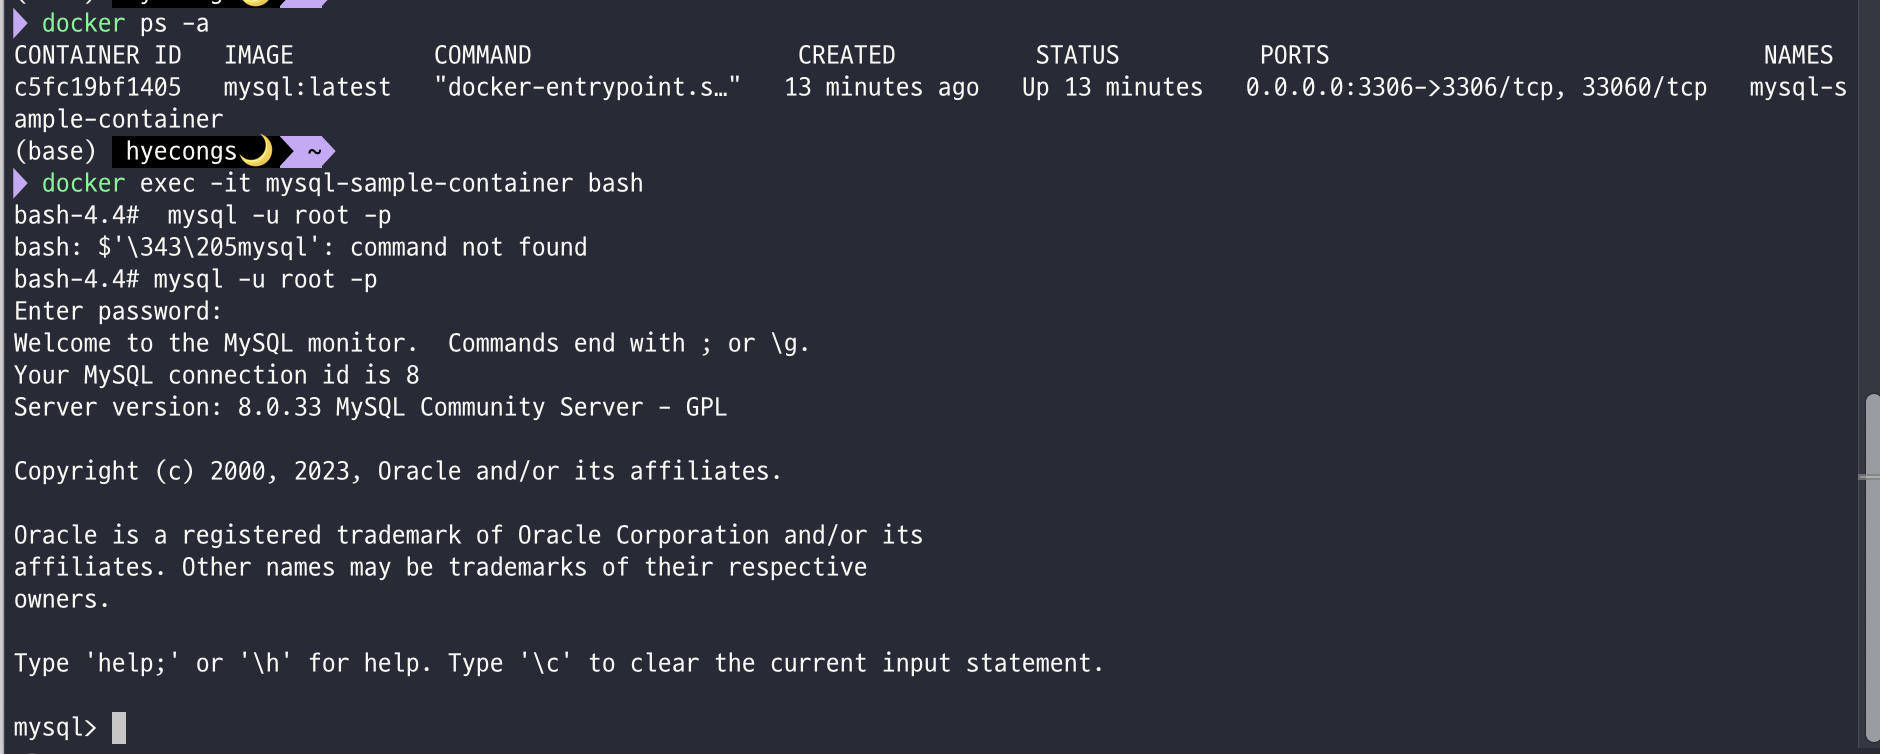 docker ps -a
CONTAINER ID   IMAGE          COMMAND                   CREATED          STATUS          PORTS                               NAMES
c5fc19bf1405   mysql:latest   "docker-entrypoint.s…"   13 minutes ago   Up 13 minutes   0.0.0.0:3306->3306/tcp, 33060/tcp   mysql-s
ample-container
(base) hyecongs🌙 ~
docker exec -it mysql-sample-container bash
bash-4.4#  mysql -u root -p
bash: $'\343\205mysql': command not found
bash-4.4# mysql -u root -p
Enter password:
Welcome to the MySQL monitor.  Commands end with ; or \g.
Your MySQL connection id is 8
Server version: 8.0.33 MySQL Community Server - GPL
Copyright (c) 2000, 2023, Oracle and/or its affiliates.
Oracle is a registered trademark of Oracle Corporation and/or its
affiliates. Other names may be trademarks of their respective
owners.
Type 'help;' or '\h' for help. Type '\c' to clear the current input statement.
mysql>